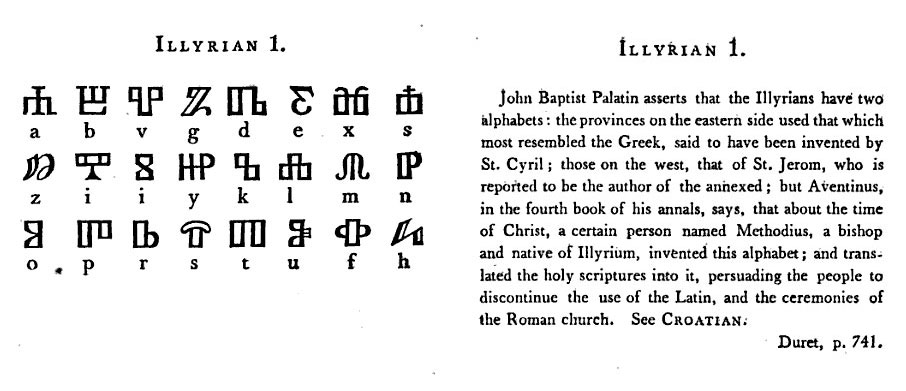 ILLYRIAN 1.
Ⰰ Ⰱ Ⰲ Ⰳ Ⰴ Ⰵ Ⰶ Ⰷ
a b v g d e x s
Ⰸ Ⰹ Ⰻ Ⰼ Ⰽ Ⰾ Ⰿ Ⱀ
z i i y k l m n
Ⱁ Ⱂ Ⱃ Ⱄ Ⱅ Ⱆ Ⱇ Ⱈ
o p r s t u f h
ILLYRIAN 1.
John Baptist Palatin asserts that the Illyrians have two
alphabets : the provinces on the eastern side used that which
most resembled the Greek, said to have been invented by
St. Cyril ; those on the west, that of St. Jerom, who is
reported to be the author of the annexed ; but Aventinus,
in the fourth book of his annals, says, that about the time
of Christ, a certain person named Methodius, a bishop
and native of Illyrium, invented this alphabet ; and trans-
lated the holy scriptures into it, persuading the people to
discontinue the use of the Latin, and the ceremonies of
the Roman church. See CROATIAN.
Duret, p. 741.